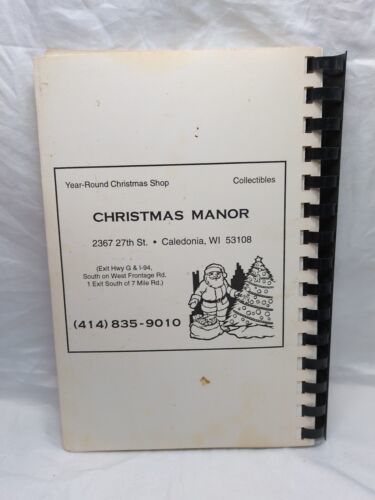 Year-Round Christmas Shop Collectibles
CHRISTMAS MANOR
2367 27th St. • Caledonia, WI 53108
(Exit Hwy G & I-94,
South on West Frontage Rd.
1 Exit South of 7 Mile Rd.)
(414) 835-9010